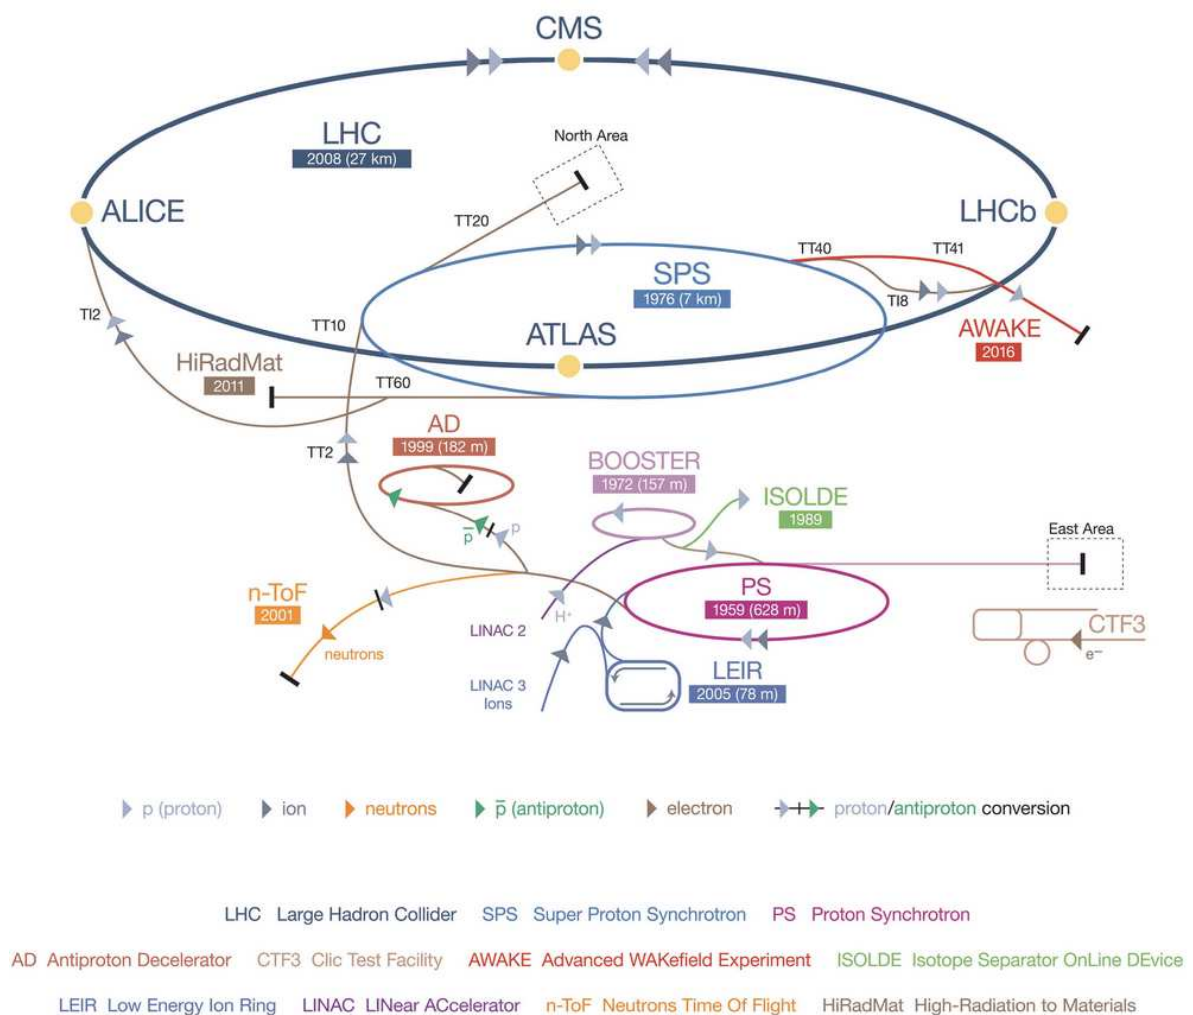 CMS
LHC
2008 (27 km)
North Area
ALICE
LHCb
TT20
TT40
TT41
SPS
1976 (7 km)
TI8
TI2
TT10
ATLAS
AWAKE
2016
HiRadMat
2011
TT60
AD
1999 (182 m)
TT2
BOOSTER
1972 (157 m)
ISOLDE
1989
p̅
p
East Area
n-ToF
2001
PS
1959 (628 m)
H⁺
LINAC 2
CTF3
e⁻
neutrons
LEIR
2005 (78 m)
LINAC 3
Ions
p (proton) ion neutrons p̅ (antiproton) electron proton/antiproton conversion
LHC Large Hadron Collider SPS Super Proton Synchrotron PS Proton Synchrotron
AD Antiproton Decelerator CTF3 Clic Test Facility AWAKE Advanced WAKefield Experiment ISOLDE Isotope Separator OnLine DEvice
LEIR Low Energy Ion Ring LINAC LINear ACcelerator n-ToF Neutrons Time Of Flight HiRadMat High-Radiation to Materials